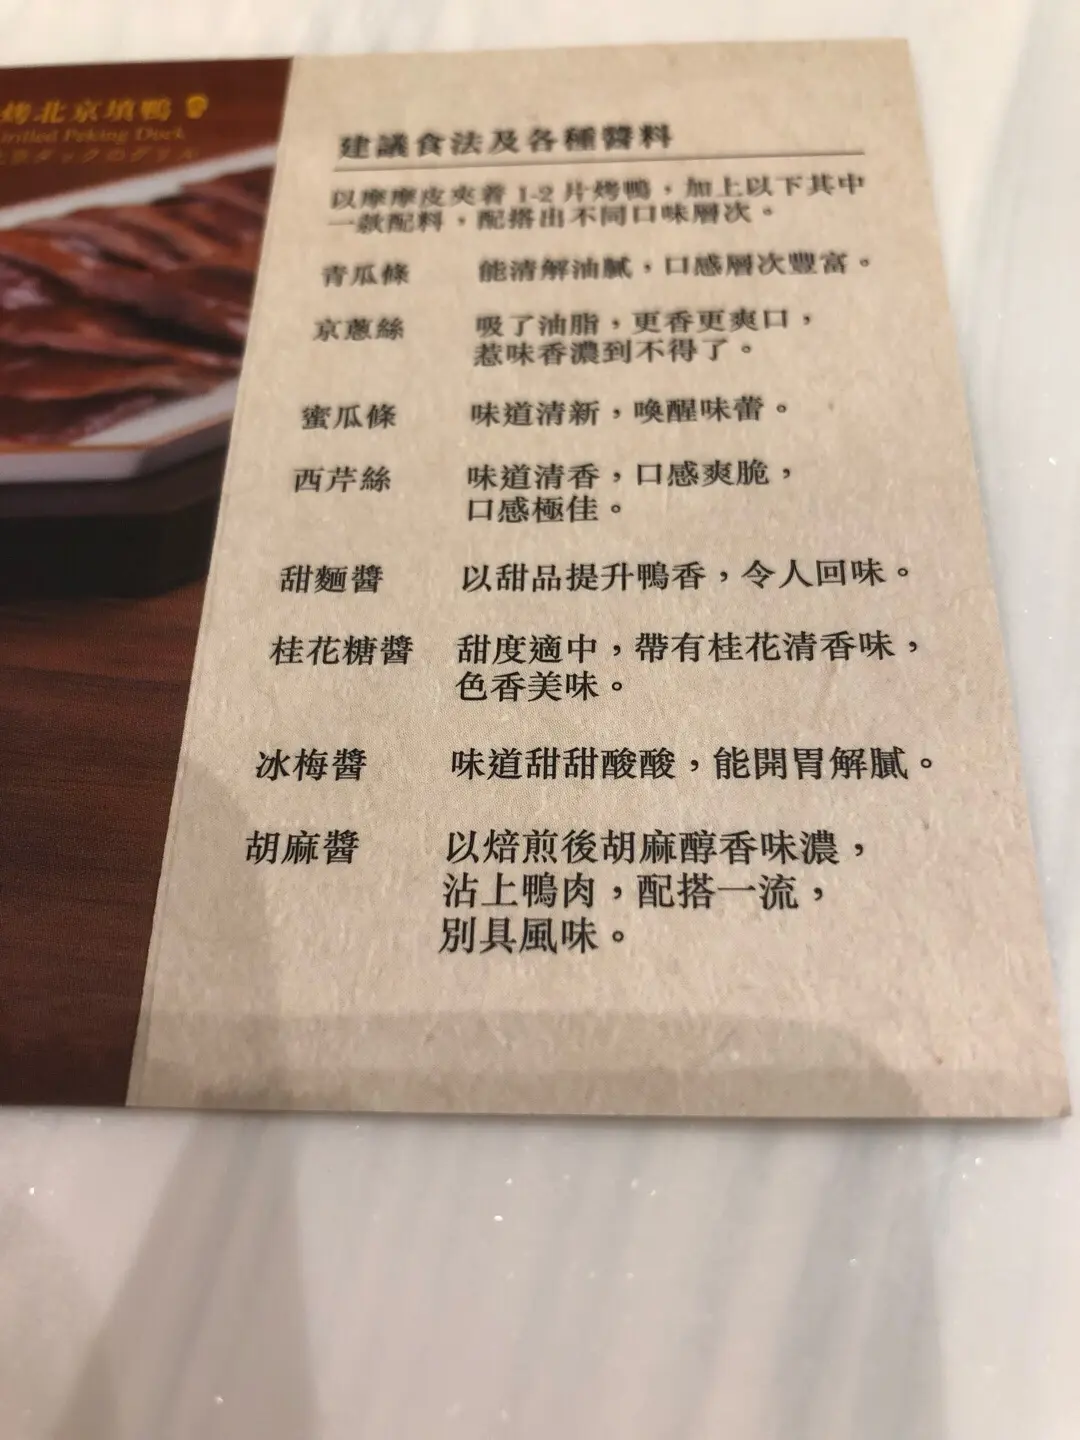 烤北京填鴨
Grilled Peking Duck
建議食法及各種醬料
以摩摩皮夾着 1-2 片烤鴨，加上以下其中
一款配料，配搭出不同口味層次。
青瓜條 能清解油膩，口感層次豐富。
京蔥絲 吸了油脂，更香更爽口，
惹味香濃到不得了。
蜜瓜條 味道清新，喚醒味蕾。
西芹絲 味道清香，口感爽脆，
口感極佳。
甜麵醬 以甜品提升鴨香，令人回味。
桂花糖醬 甜度適中，帶有桂花清香味，
色香美味。
冰梅醬 味道甜甜酸酸，能開胃解膩。
胡麻醬 以焙煎後胡麻醇香味濃，
沾上鴨肉，配搭一流，
別具風味。